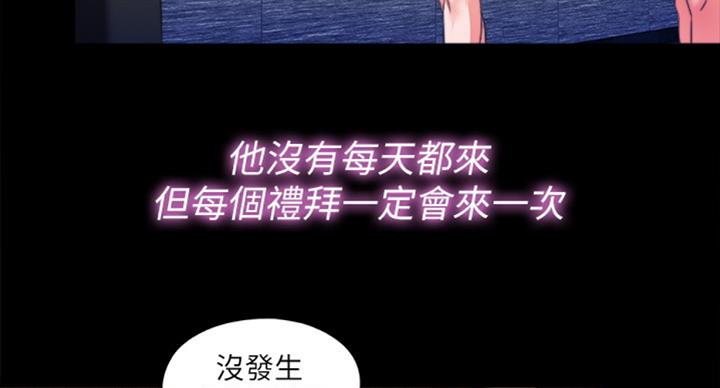 他沒有每天都來
但每個禮拜一定會來一次
沒發生